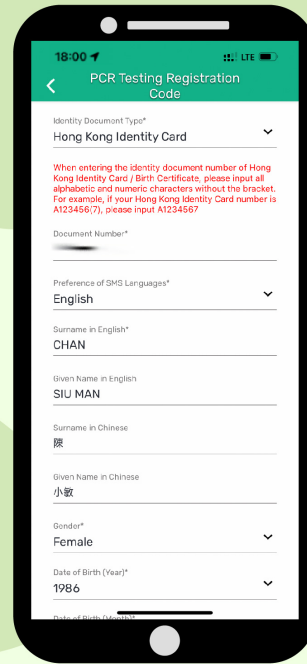 18:00
LTE
PCR Testing Registration
Code
Identity Document Type*
Hong Kong Identity Card
When entering the identity document number of Hong
Kong Identity Card / Birth Certificate, please input all
alphabetic and numeric characters without the bracket.
For example, if your Hong Kong Identity Card number is
A123456(7), please input A1234567
Document Number*
Preference of SMS Languages*
English
Surname in English*
CHAN
Given Name in English
SIU MAN
Surname in Chinese
陳
Given Name in Chinese
小敏
Gender*
Female
Date of Birth (Year)*
1986
Date of Birth (Month)*